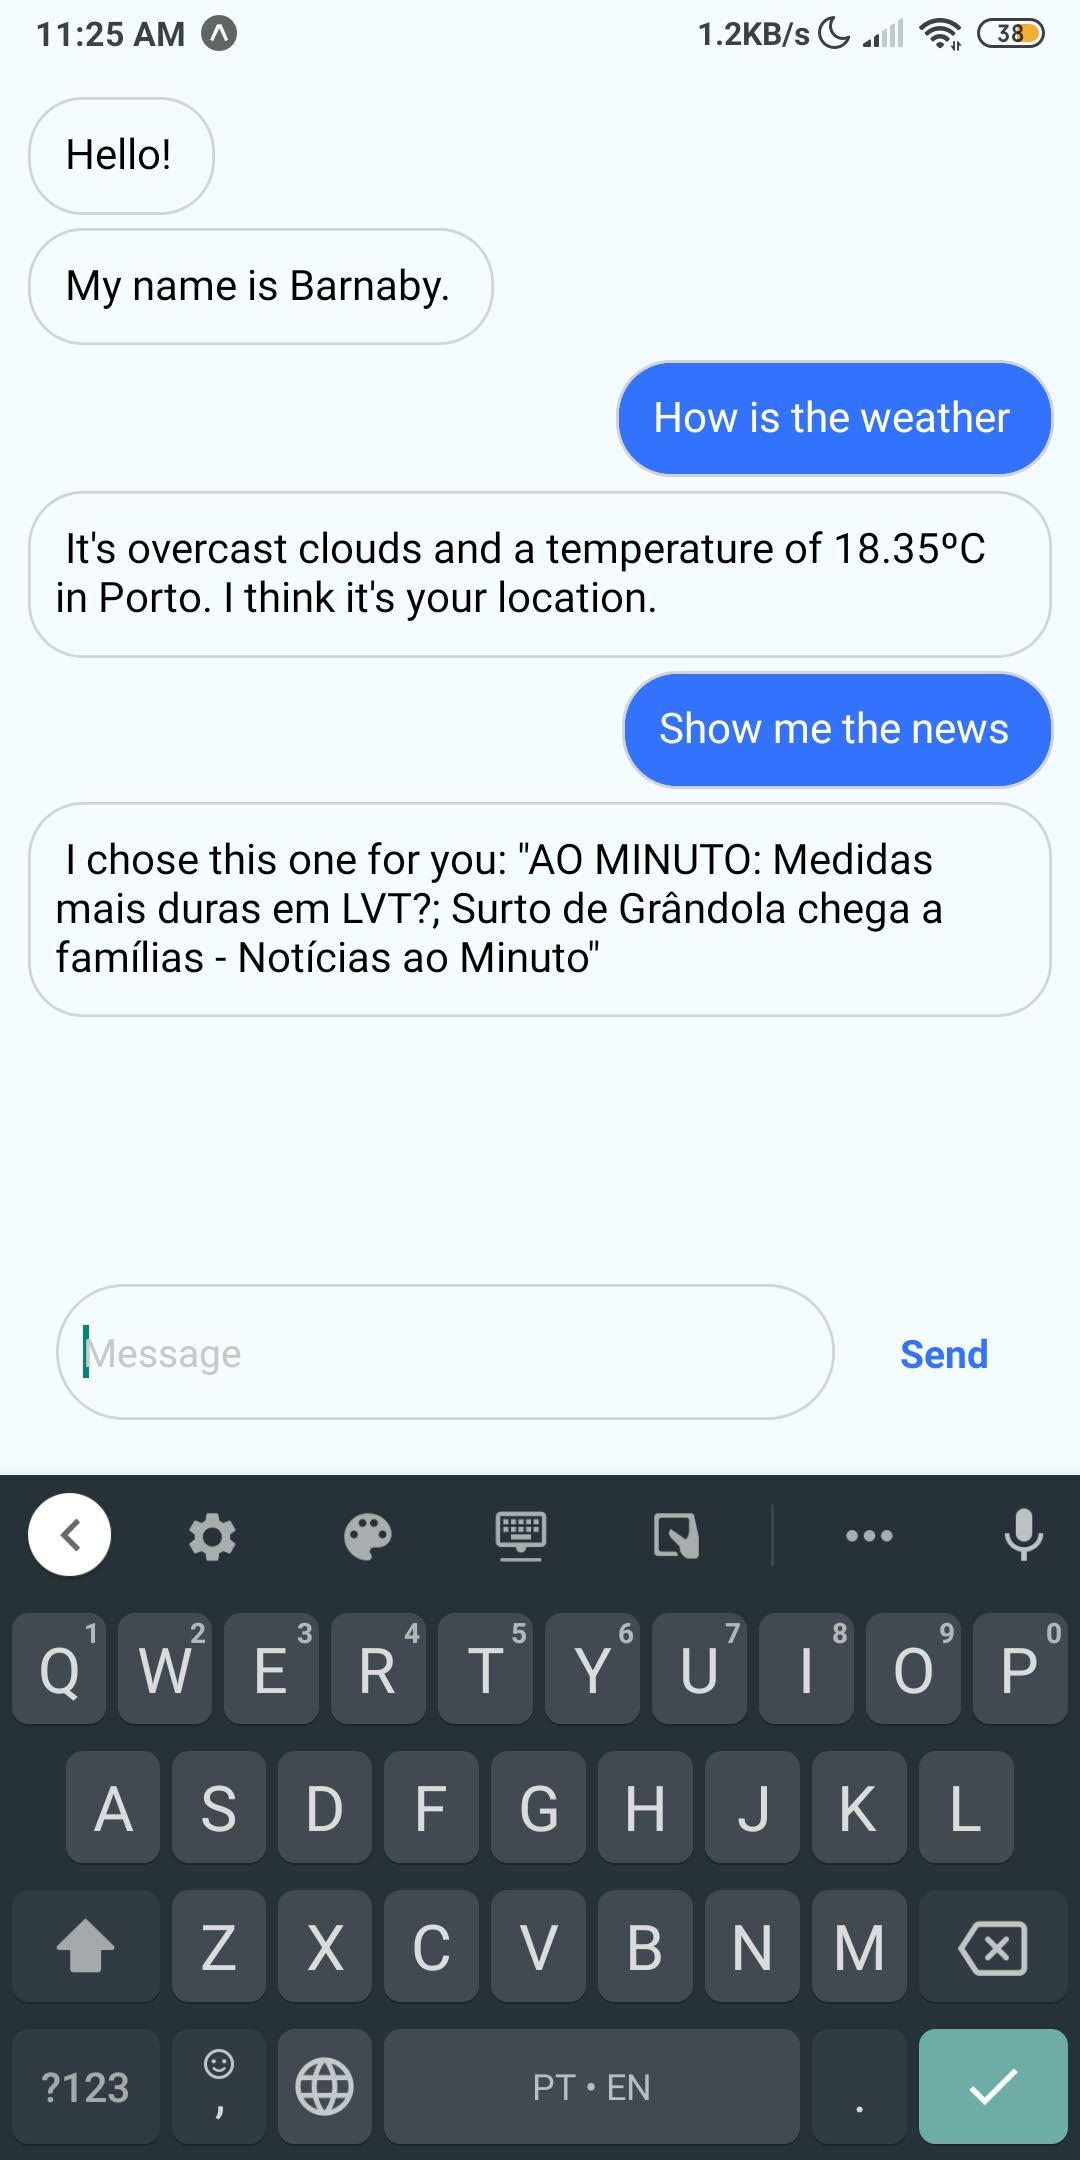 11:25 AM
1.2KB/s
38
Hello!
My name is Barnaby.
How is the weather
It's overcast clouds and a temperature of 18.35ºC
in Porto. I think it's your location.
Show me the news
I chose this one for you: "AO MINUTO: Medidas
mais duras em LVT?; Surto de Grândola chega a
famílias - Notícias ao Minuto"
Message
Send
Q 1 W 2 E 3 R 4 T 5 Y 6 U 7 I 8 O 9 P 0
A S D F G H J K L
Z X C V B N M
?123 , PT • EN .